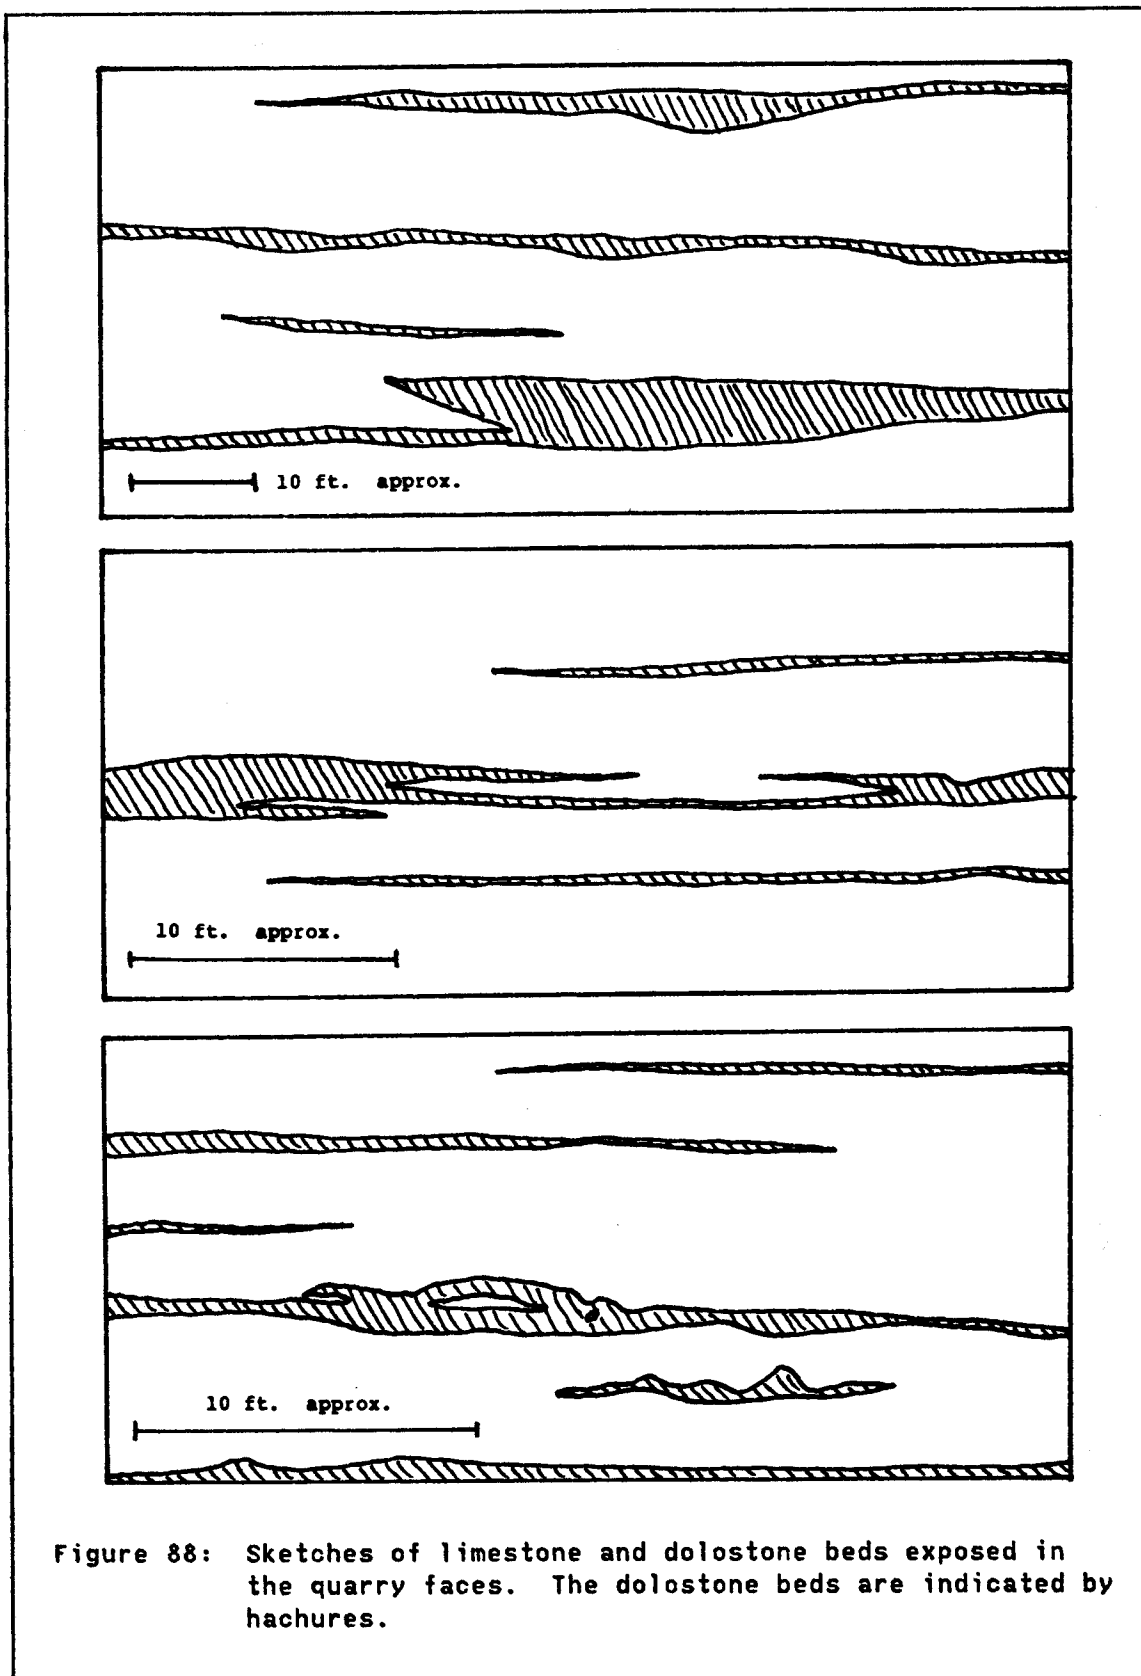 10 ft. approx.
10 ft. approx.
10 ft. approx.
Figure 88: Sketches of limestone and dolostone beds exposed in
the quarry faces. The dolostone beds are indicated by
hachures.